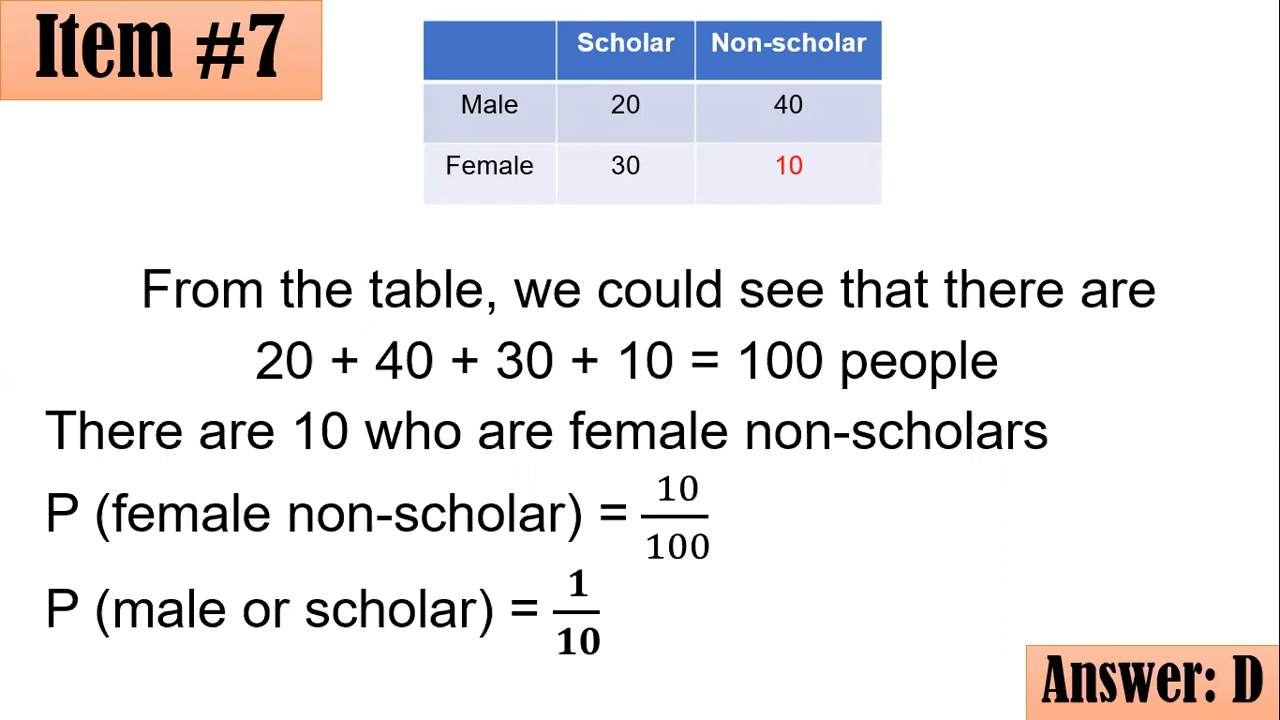 Item #7
Scholar Non-scholar
Male 20 40
Female 30 10
From the table, we could see that there are
20 + 40 + 30 + 10 = 100 people
There are 10 who are female non-scholars
P (female non-scholar) = 10/100
P (male or scholar) = 1/10
Answer: D